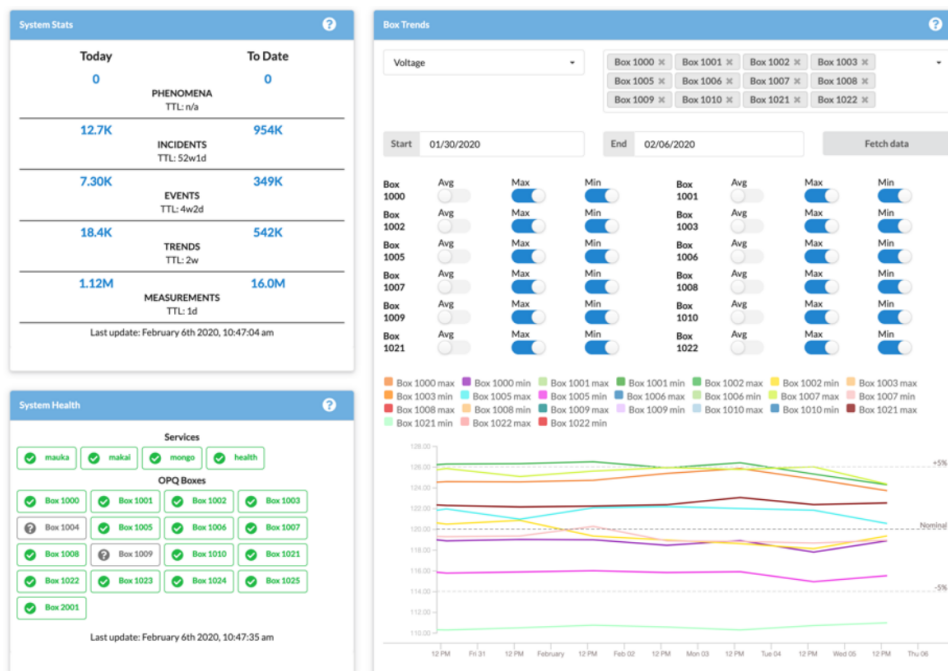 System Stats
Today To Date
0 0
PHENOMENA
TTL: n/a
12.7K 954K
INCIDENTS
TTL: 52w1d
7.30K 349K
EVENTS
TTL: 4w2d
18.4K 542K
TRENDS
TTL: 2w
1.12M 16.0M
MEASUREMENTS
TTL: 1d
Last update: February 6th 2020, 10:47:04 am
System Health
Services
mauka makai mongo health
OPQ Boxes
Box 1000 Box 1001 Box 1002 Box 1003
Box 1004 Box 1005 Box 1006 Box 1007
Box 1008 Box 1009 Box 1010 Box 1021
Box 1022 Box 1023 Box 1024 Box 1025
Box 2001
Last update: February 6th 2020, 10:47:35 am
Box Trends
Voltage
Box 1000 Box 1001 Box 1002 Box 1003
Box 1005 Box 1006 Box 1007 Box 1008
Box 1009 Box 1010 Box 1021 Box 1022
Start 01/30/2020 End 02/06/2020 Fetch data
Box 1000 Avg Max Min Box 1001 Avg Max Min
Box 1002 Avg Max Min Box 1003 Avg Max Min
Box 1005 Avg Max Min Box 1006 Avg Max Min
Box 1007 Avg Max Min Box 1008 Avg Max Min
Box 1009 Avg Max Min Box 1010 Avg Max Min
Box 1021 Avg Max Min Box 1022 Avg Max Min
Box 1000 max Box 1000 min Box 1001 max Box 1001 min Box 1002 max Box 1002 min Box 1003 max
Box 1003 min Box 1005 max Box 1005 min Box 1006 max Box 1006 min Box 1007 max Box 1007 min
Box 1008 max Box 1008 min Box 1009 max Box 1009 min Box 1010 max Box 1010 min Box 1021 max
Box 1021 min Box 1022 max Box 1022 min
128.00
126.00 +5%
124.00
122.00
120.00 Nominal
118.00
116.00
114.00 -5%
112.00
110.00
12 PM Fri 31 12 PM February 12 PM Feb 02 12 PM Mon 03 12 PM Tue 04 12 PM Wed 05 12 PM Thu 06